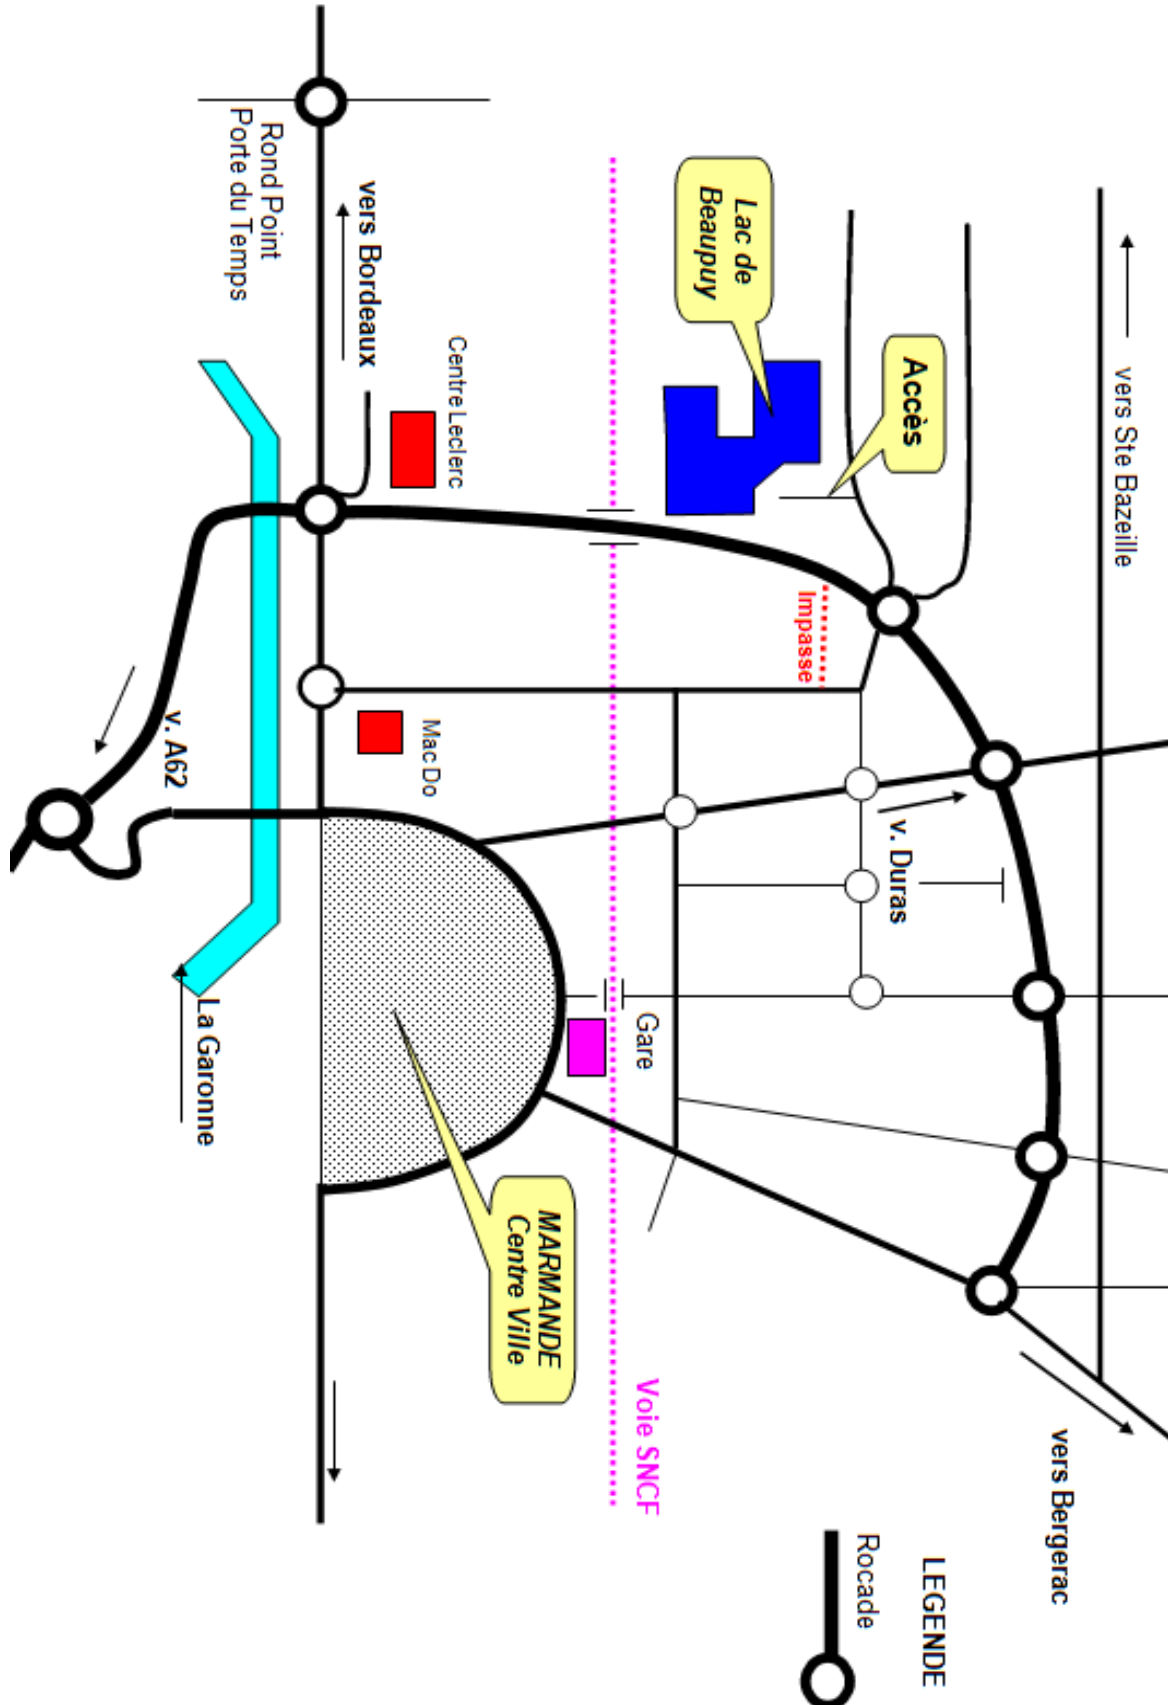 vers Ste Bazeille
Accès
Lac de
Beaupuy
Impasse
Centre Leclerc
vers Bordeaux
Rond Point
Porte du Temps
Mac Do
v. A62
v. Duras
Gare
La Garonne
MARMANDE
Centre Ville
Voie SNCF
vers Bergerac
LEGENDE
Rocade